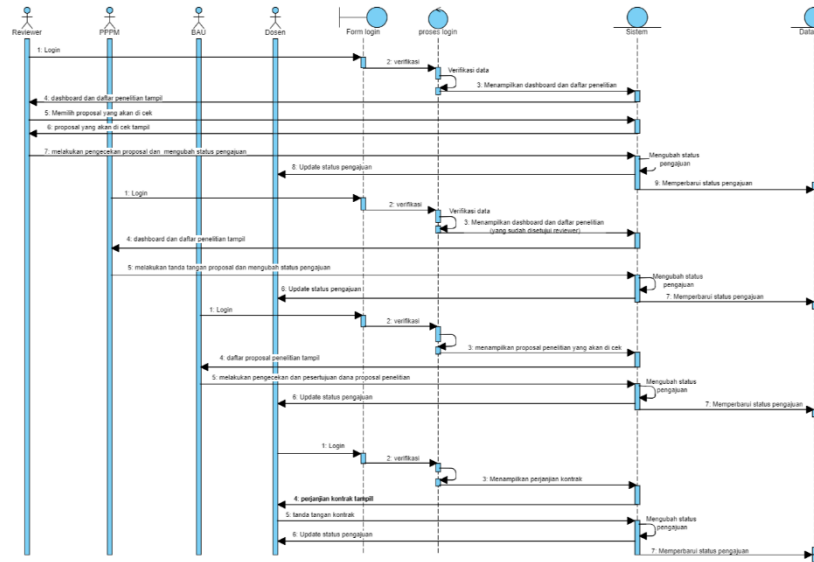 Reviewer
PPPM
BAU
Dosen
Form login
proses login
Sistem
Data
1: Login
2: verifikasi
Verifikasi data
3: Menampilkan dashboard dan daftar penelitian
4: dashboard dan daftar penelitian tampil
5: Memilih proposal yang akan di cek
6: proposal yang akan di cek tampil
7: melakukan pengecekan proposal dan mengubah status pengajuan
Mengubah status
pengajuan
8: Update status pengajuan
9: Memperbarui status pengajuan
1: Login
2: verifikasi
Verifikasi data
3: Menampilkan dashboard dan daftar penelitian
(yang sudah disetujui reviewer)
4: dashboard dan daftar penelitian tampil
5: melakukan tanda tangan proposal dan mengubah status pengajuan
Mengubah status
pengajuan
6: Update status pengajuan
7: Memperbarui status pengajuan
1: Login
2: verifikasi
3: menampilkan proposal penelitian yang akan di cek
4: daftar proposal penelitian tampil
5: melakukan pengecekan dan pesertujuan dana proposal penelitian
Mengubah status
pengajuan
6: Update status pengajuan
7: Memperbarui status pengajuan
1: Login
2: verifikasi
3: Menampilkan perjanjian kontrak
4: perjanjian kontrak tampill
5: tanda tangan kontrak
Mengubah status
pengajuan
6: Update status pengajuan
7: Memperbarui status pengajuan